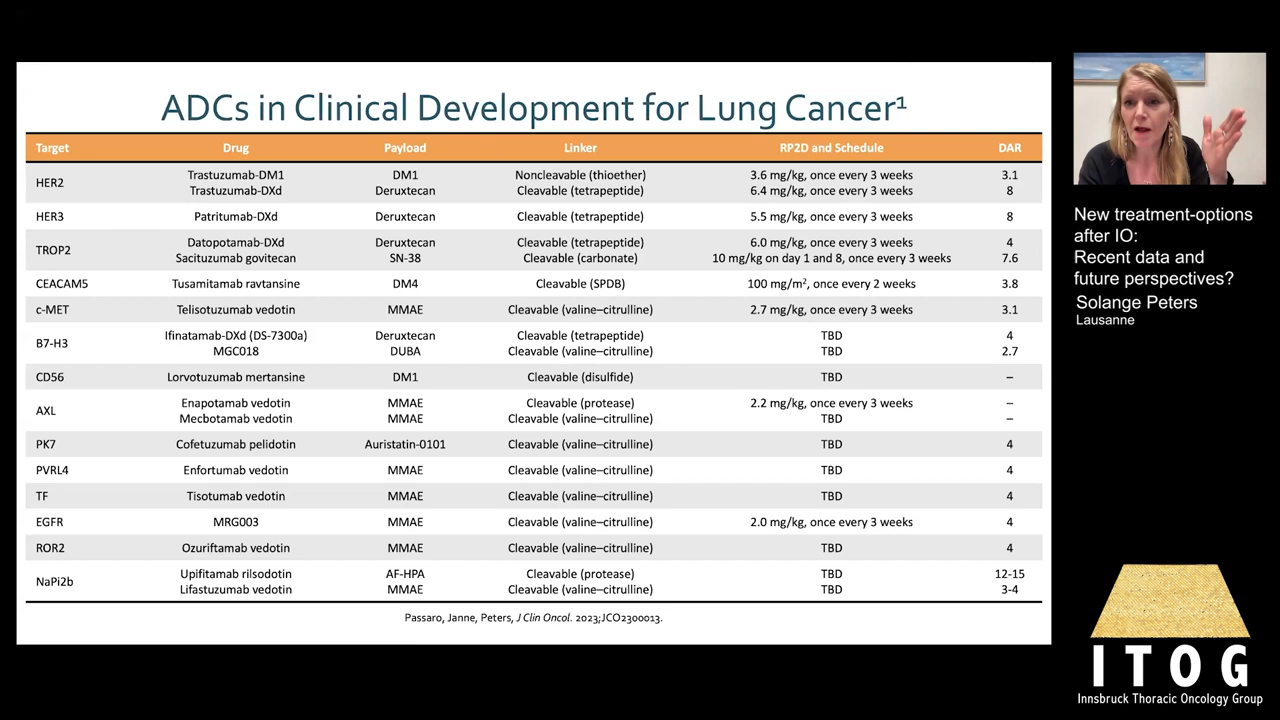 ADCs in Clinical Development for Lung Cancer¹
Target Drug Payload Linker RP2D and Schedule DAR
HER2 Trastuzumab-DM1 DM1 Noncleavable (thioether) 3.6 mg/kg, once every 3 weeks 3.1
Trastuzumab-DXd Deruxtecan Cleavable (tetrapeptide) 6.4 mg/kg, once every 3 weeks 8
HER3 Patritumab-DXd Deruxtecan Cleavable (tetrapeptide) 5.5 mg/kg, once every 3 weeks 8
TROP2 Datopotamab-DXd Deruxtecan Cleavable (tetrapeptide) 6.0 mg/kg, once every 3 weeks 4
Sacituzumab govitecan SN-38 Cleavable (carbonate) 10 mg/kg on day 1 and 8, once every 3 weeks 7.6
CEACAM5 Tusamitamab ravtansine DM4 Cleavable (SPDB) 100 mg/m², once every 2 weeks 3.8
c-MET Telisotuzumab vedotin MMAE Cleavable (valine–citrulline) 2.7 mg/kg, once every 3 weeks 3.1
B7-H3 Ifinatamab-DXd (DS-7300a) Deruxtecan Cleavable (tetrapeptide) TBD 4
MGC018 DUBA Cleavable (valine–citrulline) TBD 2.7
CD56 Lorvotuzumab mertansine DM1 Cleavable (disulfide) TBD –
AXL Enapotamab vedotin MMAE Cleavable (protease) 2.2 mg/kg, once every 3 weeks –
Mecbotamab vedotin MMAE Cleavable (valine–citrulline) TBD –
PK7 Cofetuzumab pelidotin Auristatin-0101 Cleavable (valine–citrulline) TBD 4
PVRL4 Enfortumab vedotin MMAE Cleavable (valine–citrulline) TBD 4
TF Tisotumab vedotin MMAE Cleavable (valine–citrulline) TBD 4
EGFR MRG003 MMAE Cleavable (valine–citrulline) 2.0 mg/kg, once every 3 weeks 4
ROR2 Ozuriftamab vedotin MMAE Cleavable (valine–citrulline) TBD 4
NaPi2b Upifitamab rilsodotin AF-HPA Cleavable (protease) TBD 12-15
Lifastuzumab vedotin MMAE Cleavable (valine–citrulline) TBD 3-4
Passaro, Janne, Peters, J Clin Oncol. 2023;JCO2300013.
New treatment-options
after IO:
Recent data and
future perspectives?
Solange Peters
Lausanne
ITOG
Innsbruck Thoracic Oncology Group